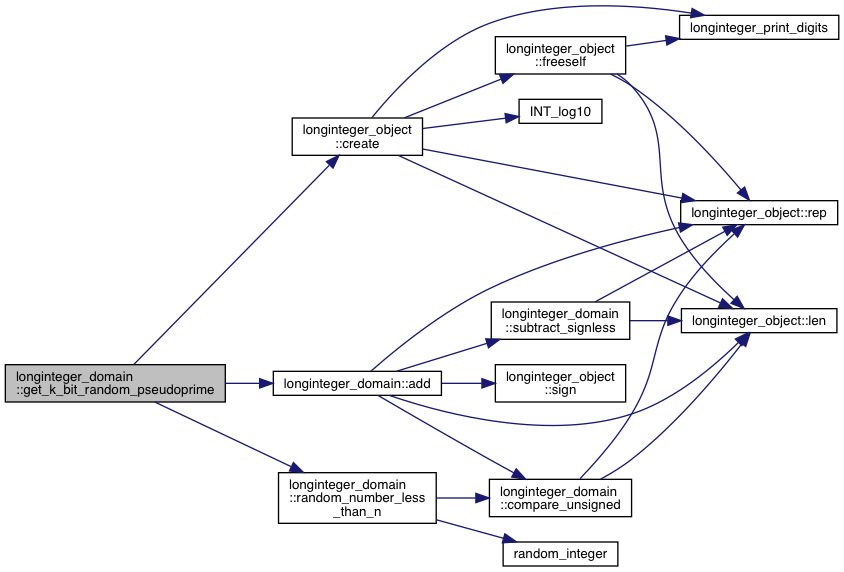 longinteger_print_digits
longinteger_object
::freeself
INT_log10
longinteger_object
::create
longinteger_object::rep
longinteger_domain
::subtract_signless
longinteger_object::len
longinteger_domain
::get_k_bit_random_pseudoprime
longinteger_domain::add
longinteger_object
::sign
longinteger_domain
::random_number_less
_than_n
longinteger_domain
::compare_unsigned
random_integer